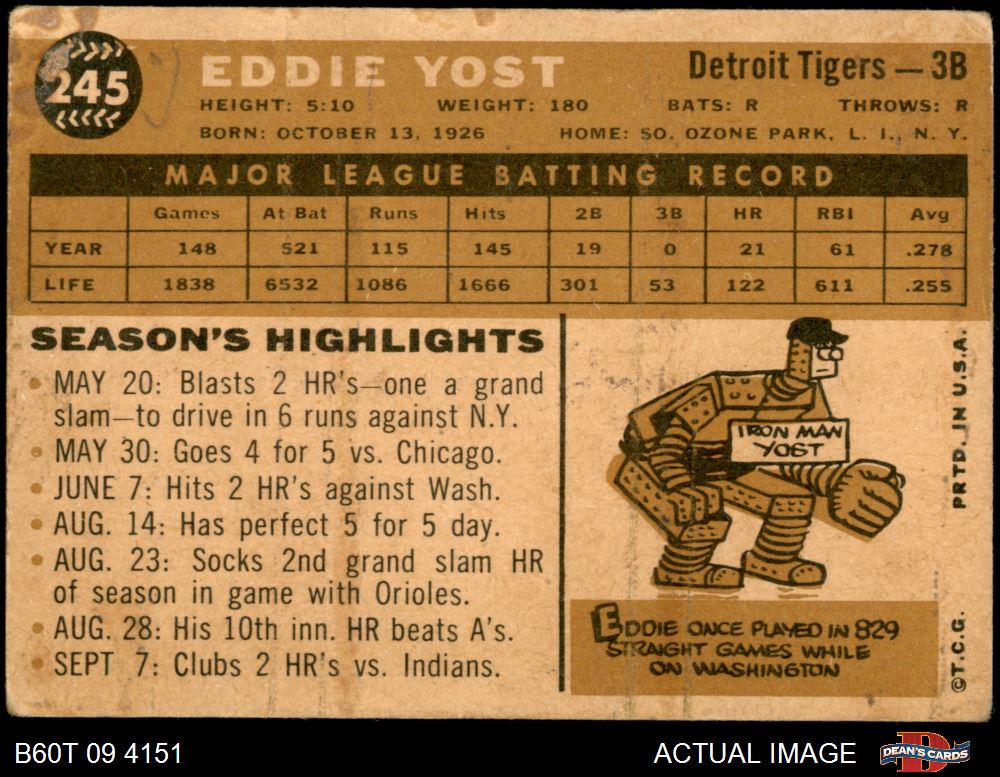 245
EDDIE YOST
Detroit Tigers — 3B
HEIGHT: 5:10 WEIGHT: 180 BATS: R THROWS: R
BORN: OCTOBER 13, 1926 HOME: SO. OZONE PARK, L. I., N. Y.
MAJOR LEAGUE BATTING RECORD
Games At Bat Runs Hits 2B 3B HR RBI Avg
YEAR 148 521 115 145 19 0 21 61 .278
LIFE 1838 6532 1086 1666 301 53 122 611 .255
SEASON'S HIGHLIGHTS
• MAY 20: Blasts 2 HR's—one a grand
slam—to drive in 6 runs against N.Y.
• MAY 30: Goes 4 for 5 vs. Chicago.
• JUNE 7: Hits 2 HR's against Wash.
• AUG. 14: Has perfect 5 for 5 day.
• AUG. 23: Socks 2nd grand slam HR
of season in game with Orioles.
• AUG. 28: His 10th inn. HR beats A's.
• SEPT 7: Clubs 2 HR's vs. Indians.
IRON MAN
YOST
EDDIE ONCE PLAYED IN 829
STRAIGHT GAMES WHILE
ON WASHINGTON
PRTD. IN U.S.A.
©T.C.G.
B60T 09 4151
ACTUAL IMAGE
DEAN'S CARDS